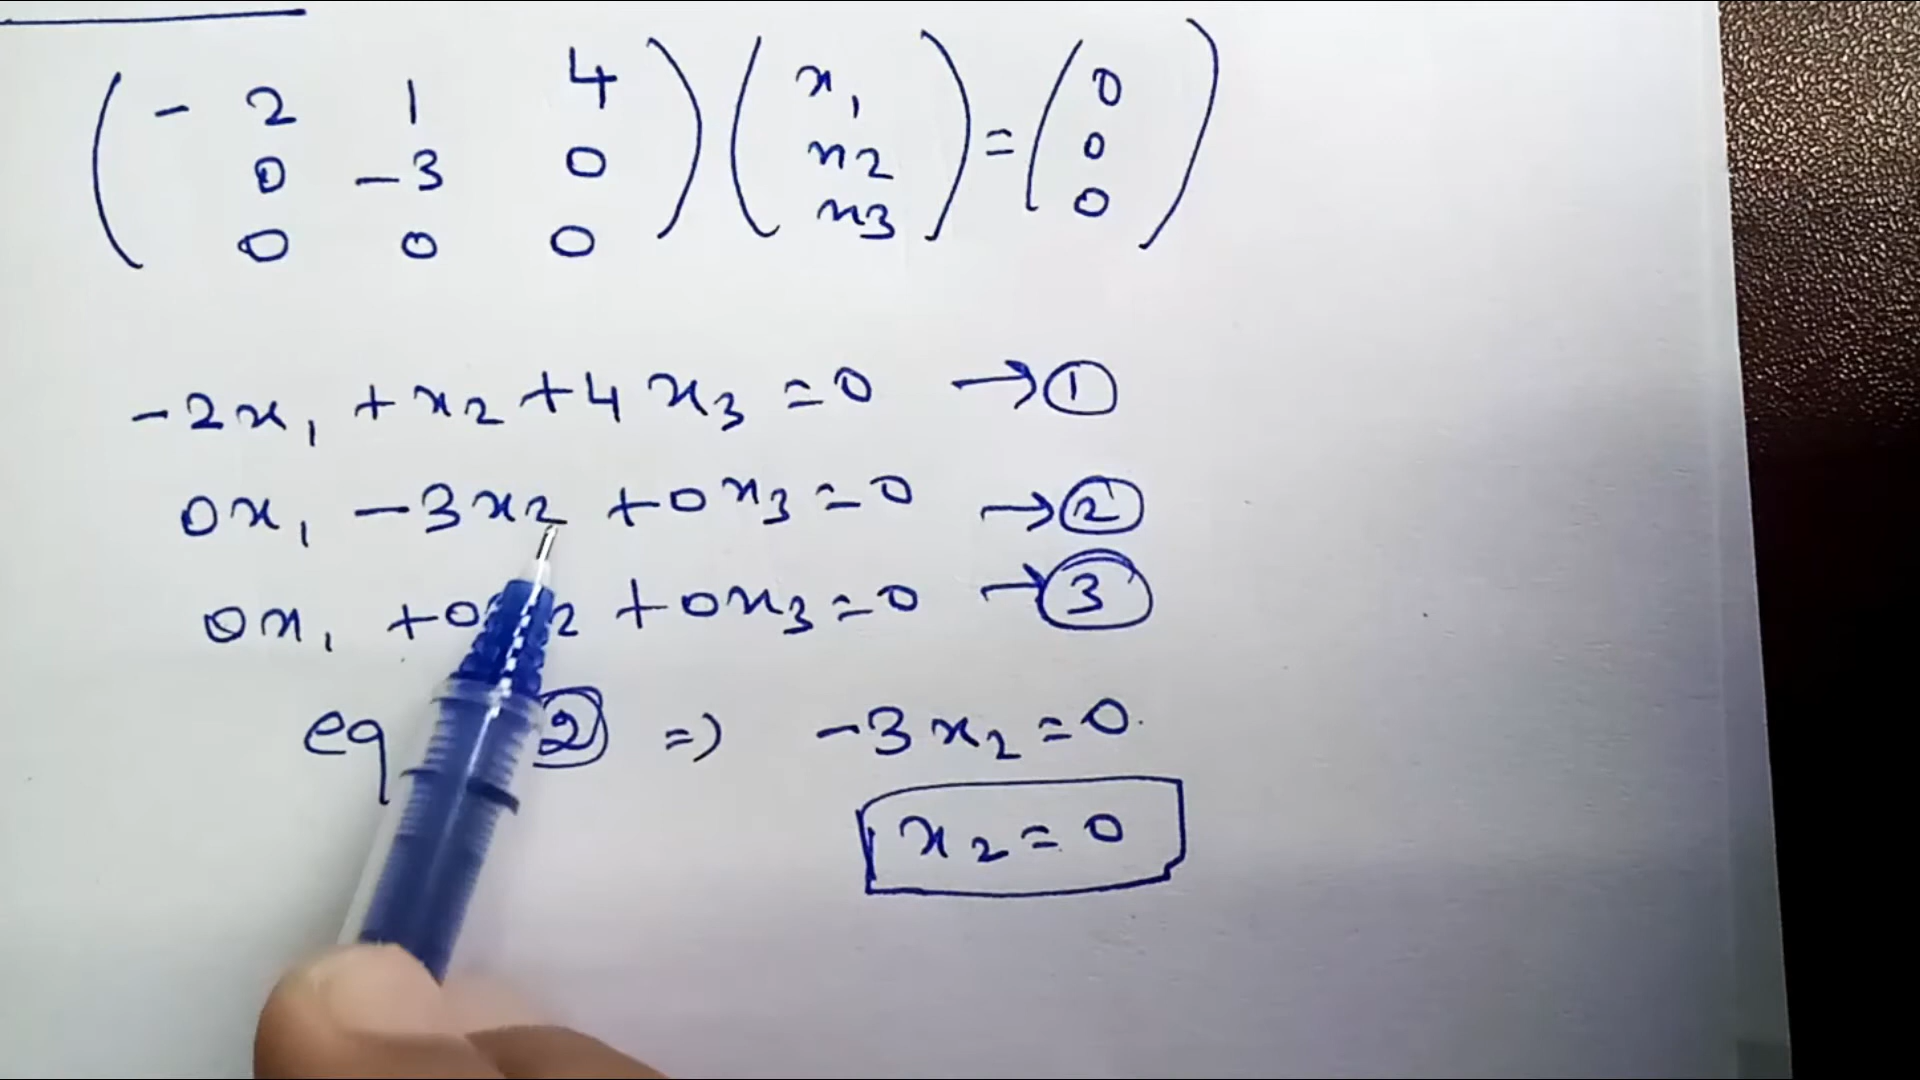 ( -2 1 4 ) ( x1 ) = ( 0 )
( 0 -3 0 ) ( x2 ) ( 0 )
( 0 0 0 ) ( x3 ) ( 0 )
-2x1 + x2 + 4x3 = 0 → ①
0x1 - 3x2 + 0x3 = 0 → ②
0x1 + 0x2 + 0x3 = 0 → ③
eq ② => -3x2 = 0.
x2 = 0